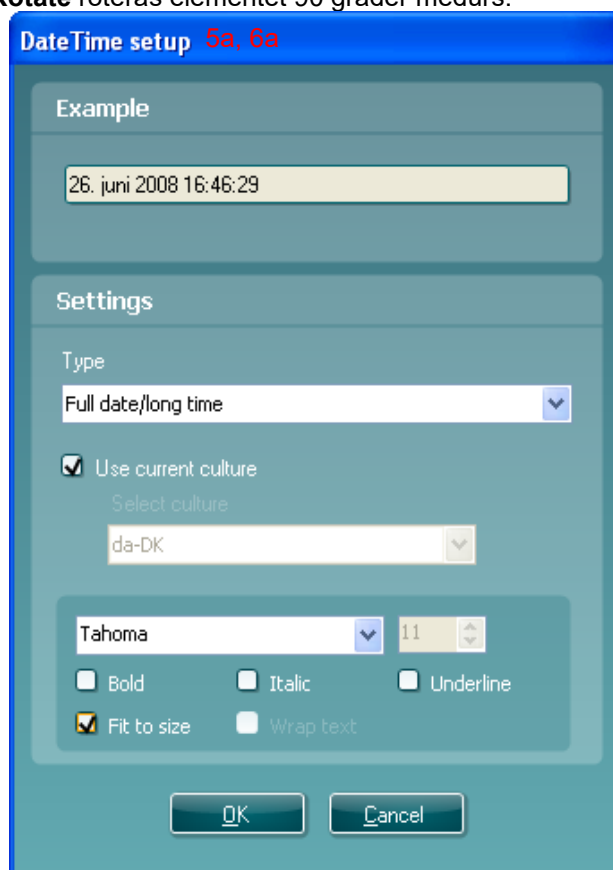 Rotate roteras elementet 90 grader medurs.
DateTime setup 5a, 6a
Example
26. juni 2008 16:46:29
Settings
Type
Full date/long time
Use current culture
Select culture
da-DK
Tahoma 11
Bold Italic Underline
Fit to size Wrap text
OK Cancel